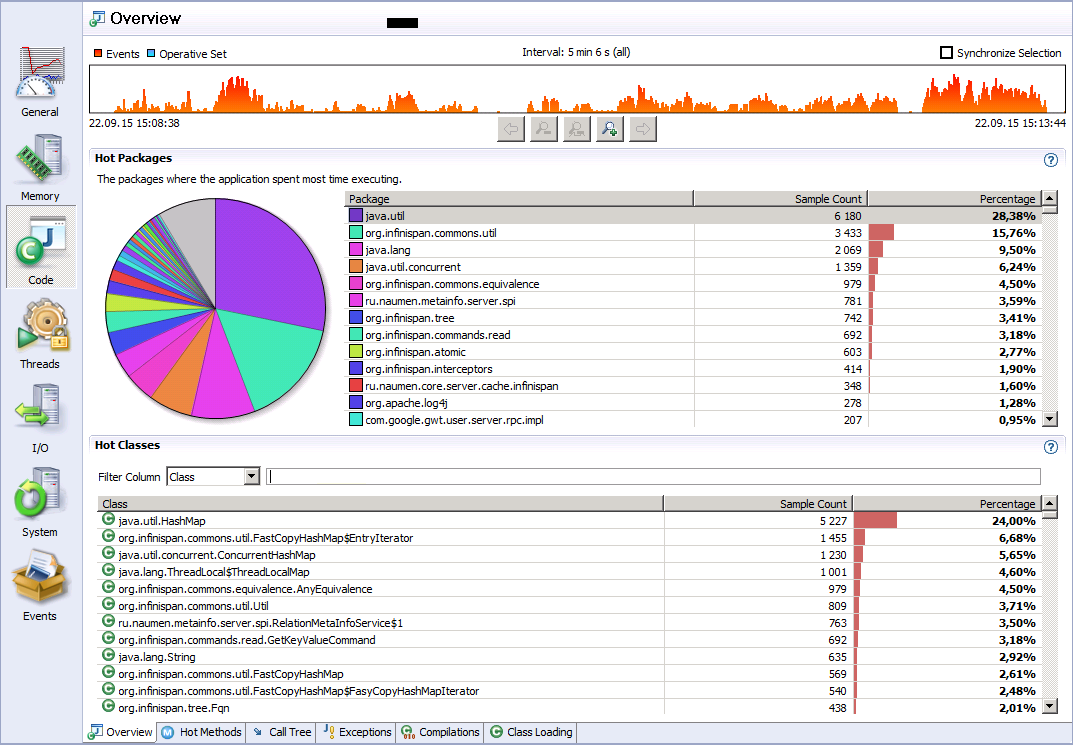 Overview
Events Operative Set Interval: 5 min 6 s (all) Synchronize Selection
22.09.15 15:08:38 22.09.15 15:13:44
General
Memory
Code
Threads
I/O
System
Events
Hot Packages
The packages where the application spent most time executing.
Package Sample Count Percentage
java.util 6 180 28,38%
org.infinispan.commons.util 3 433 15,76%
java.lang 2 069 9,50%
java.util.concurrent 1 359 6,24%
org.infinispan.commons.equivalence 979 4,50%
ru.naumen.metainfo.server.spi 781 3,59%
org.infinispan.tree 742 3,41%
org.infinispan.commands.read 692 3,18%
org.infinispan.atomic 603 2,77%
org.infinispan.interceptors 414 1,90%
ru.naumen.core.server.cache.infinispan 348 1,60%
org.apache.log4j 278 1,28%
com.google.gwt.user.server.rpc.impl 207 0,95%
Hot Classes
Filter Column Class
Class Sample Count Percentage
java.util.HashMap 5 227 24,00%
org.infinispan.commons.util.FastCopyHashMap$EntryIterator 1 455 6,68%
java.util.concurrent.ConcurrentHashMap 1 230 5,65%
java.lang.ThreadLocal$ThreadLocalMap 1 001 4,60%
org.infinispan.commons.equivalence.AnyEquivalence 979 4,50%
org.infinispan.commons.util.Util 809 3,71%
ru.naumen.metainfo.server.spi.RelationMetaInfoService$1 763 3,50%
org.infinispan.commands.read.GetKeyValueCommand 692 3,18%
java.lang.String 635 2,92%
org.infinispan.commons.util.FastCopyHashMap 569 2,61%
org.infinispan.commons.util.FastCopyHashMap$FasyCopyHashMapIterator 540 2,48%
org.infinispan.tree.Fqn 438 2,01%
Overview Hot Methods Call Tree Exceptions Compilations Class Loading